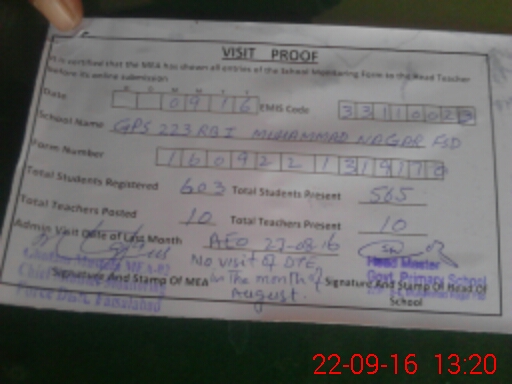 VISIT PROOF
It is certified that the MEA has shown all entries of the School Monitoring Form to the Head Teacher
before its online submission
Date 0 9 1 6 EMIS Code 3 3 1 1 0 0 2
School Name GPS 223 RB I MUHAMMAD NAGAR FSD
Form Number 1 6 0 9 2 2 1 3 1 9 1 7
Total Students Registered 603 Total Students Present 565
Total Teachers Posted 10 Total Teachers Present 10
Admin Visit Date of Last Month AEO 27-08-16
No visit of DTE
in the month of
August.
Head Master
Govt. Primary School
Signature And Stamp Of MEA
Signature And Stamp Of Head Of
School
22-09-16 13:20